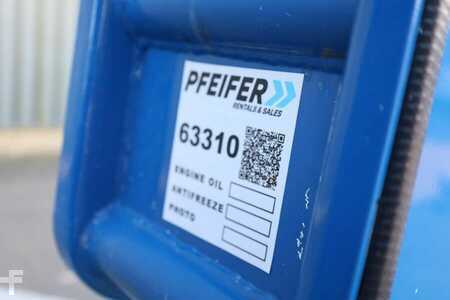 PFEIFER
RENTALS & SALES
63310
ENGINE OIL
ANTIFREEZE
PHOTO